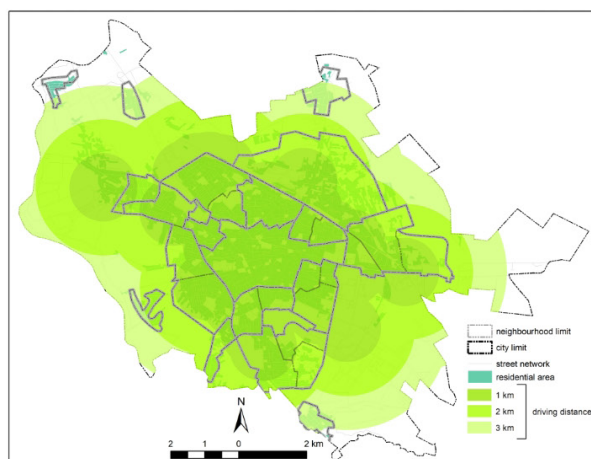 neighbourhood limit
city limit
street network
residential area
1 km
2 km driving distance
3 km
N
2 1 0 2 km